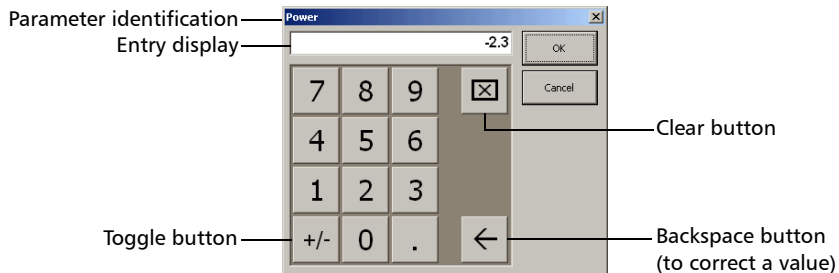 Parameter identification
Power
Entry display
-2.3
OK
7 8 9
Cancel
Clear button
4 5 6
1 2 3
Toggle button
+/- 0 .
Backspace button
(to correct a value)